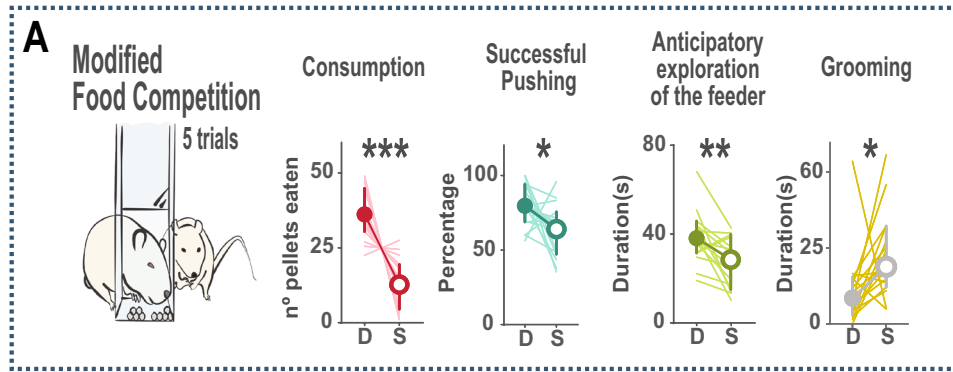 A
Modified
Food Competition
5 trials
Consumption
***
nº pellets eaten
50
25
0
D S
Successful
Pushing
*
Percentage
100
50
0
D S
Anticipatory
exploration
of the feeder
**
Duration(s)
80
40
0
D S
Grooming
*
Duration(s)
60
25
0
D S